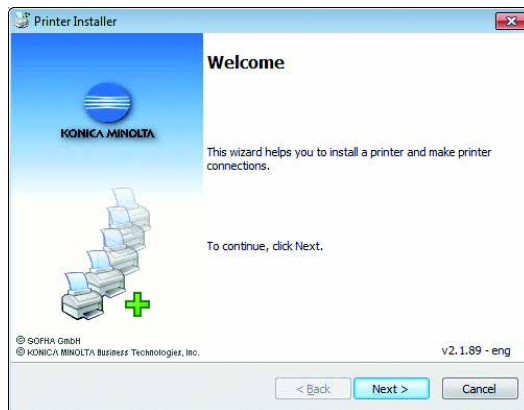 Printer Installer
Welcome
KONICA MINOLTA
This wizard helps you to install a printer and make printer
connections.
To continue, click Next.
© SOFHA GmbH
© KONICA MINOLTA Business Technologies, Inc.
v2.1.89 - eng
< Back
Next >
Cancel